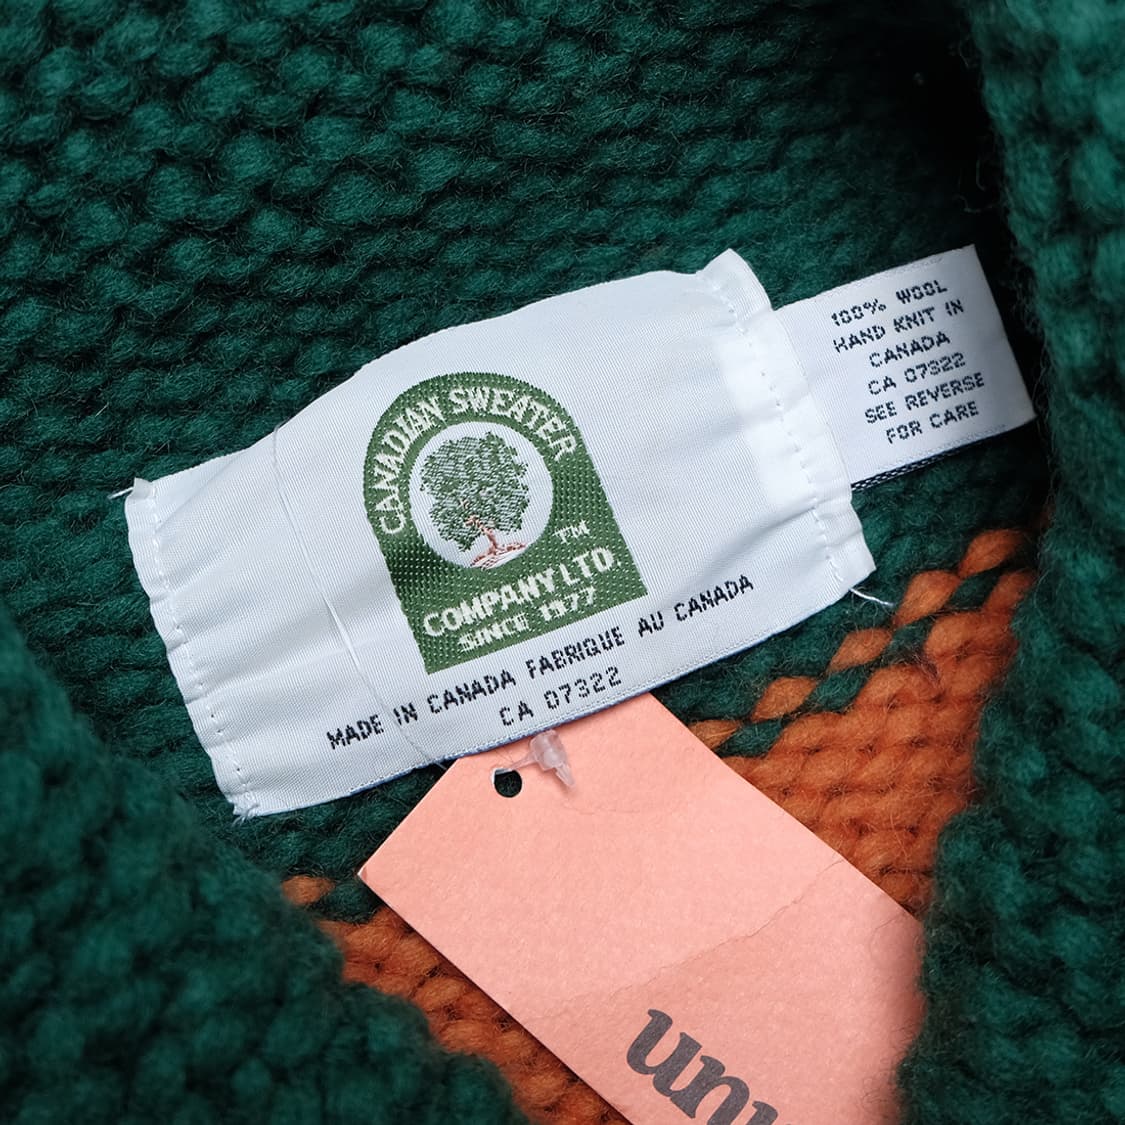 CANADIAN SWEATER
™
COMPANY LTD.
SINCE 1977
MADE IN CANADA FABRIQUE AU CANADA
CA 07322
100% WOOL
HAND KNIT IN
CANADA
CA 07322
SEE REVERSE
FOR CARE